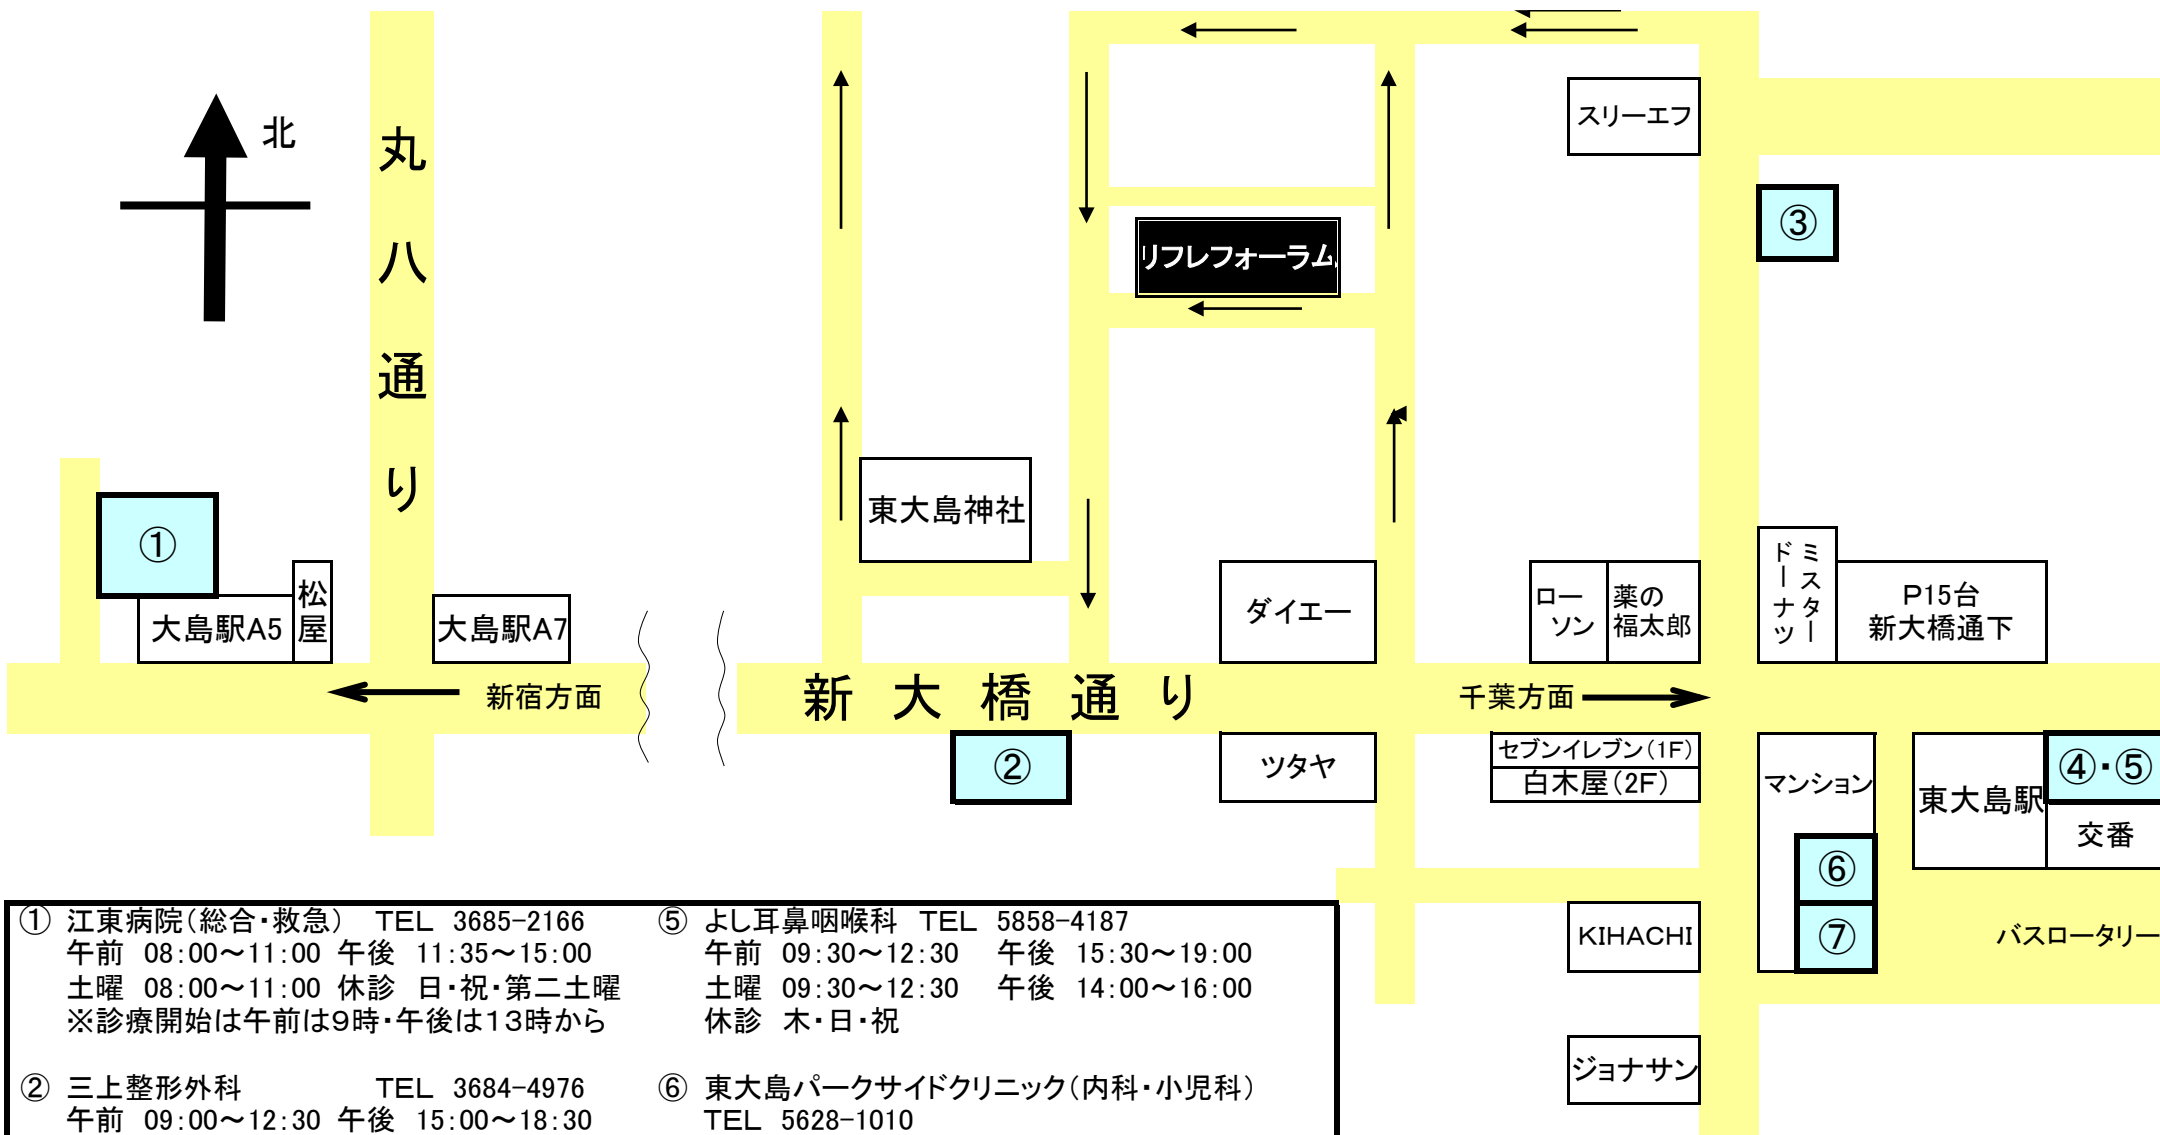 北
丸八通り
スリーエフ
③
リフレフォーラム
①
東大島神社
松屋
大島駅A5
大島駅A7
ダイエー
ローソン
薬の
福太郎
ミスター
ドーナツ
P15台
新大橋通下
新宿方面
新大橋通り
千葉方面
②
ツタヤ
セブンイレブン(1F)
白木屋(2F)
マンション
東大島駅
④・⑤
交番
⑥
⑦
KIHACHI
バスロータリー
ジョナサン
① 江東病院(総合・救急) TEL 3685-2166
午前 08:00～11:00 午後 11:35～15:00
土曜 08:00～11:00 休診 日・祝・第二土曜
※診療開始は午前は9時・午後は13時から
② 三上整形外科 TEL 3684-4976
午前 09:00～12:30 午後 15:00～18:30
⑤ よし耳鼻咽喉科 TEL 5858-4187
午前 09:30～12:30 午後 15:30～19:00
土曜 09:30～12:30 午後 14:00～16:00
休診 木・日・祝
⑥ 東大島パークサイドクリニック(内科・小児科)
TEL 5628-1010